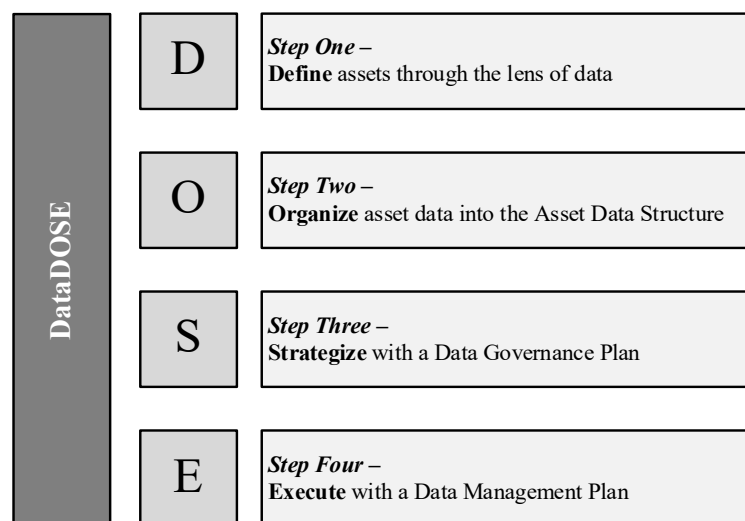 DataDOSE
D
Step One –
Define assets through the lens of data
O
Step Two –
Organize asset data into the Asset Data Structure
S
Step Three –
Strategize with a Data Governance Plan
E
Step Four –
Execute with a Data Management Plan